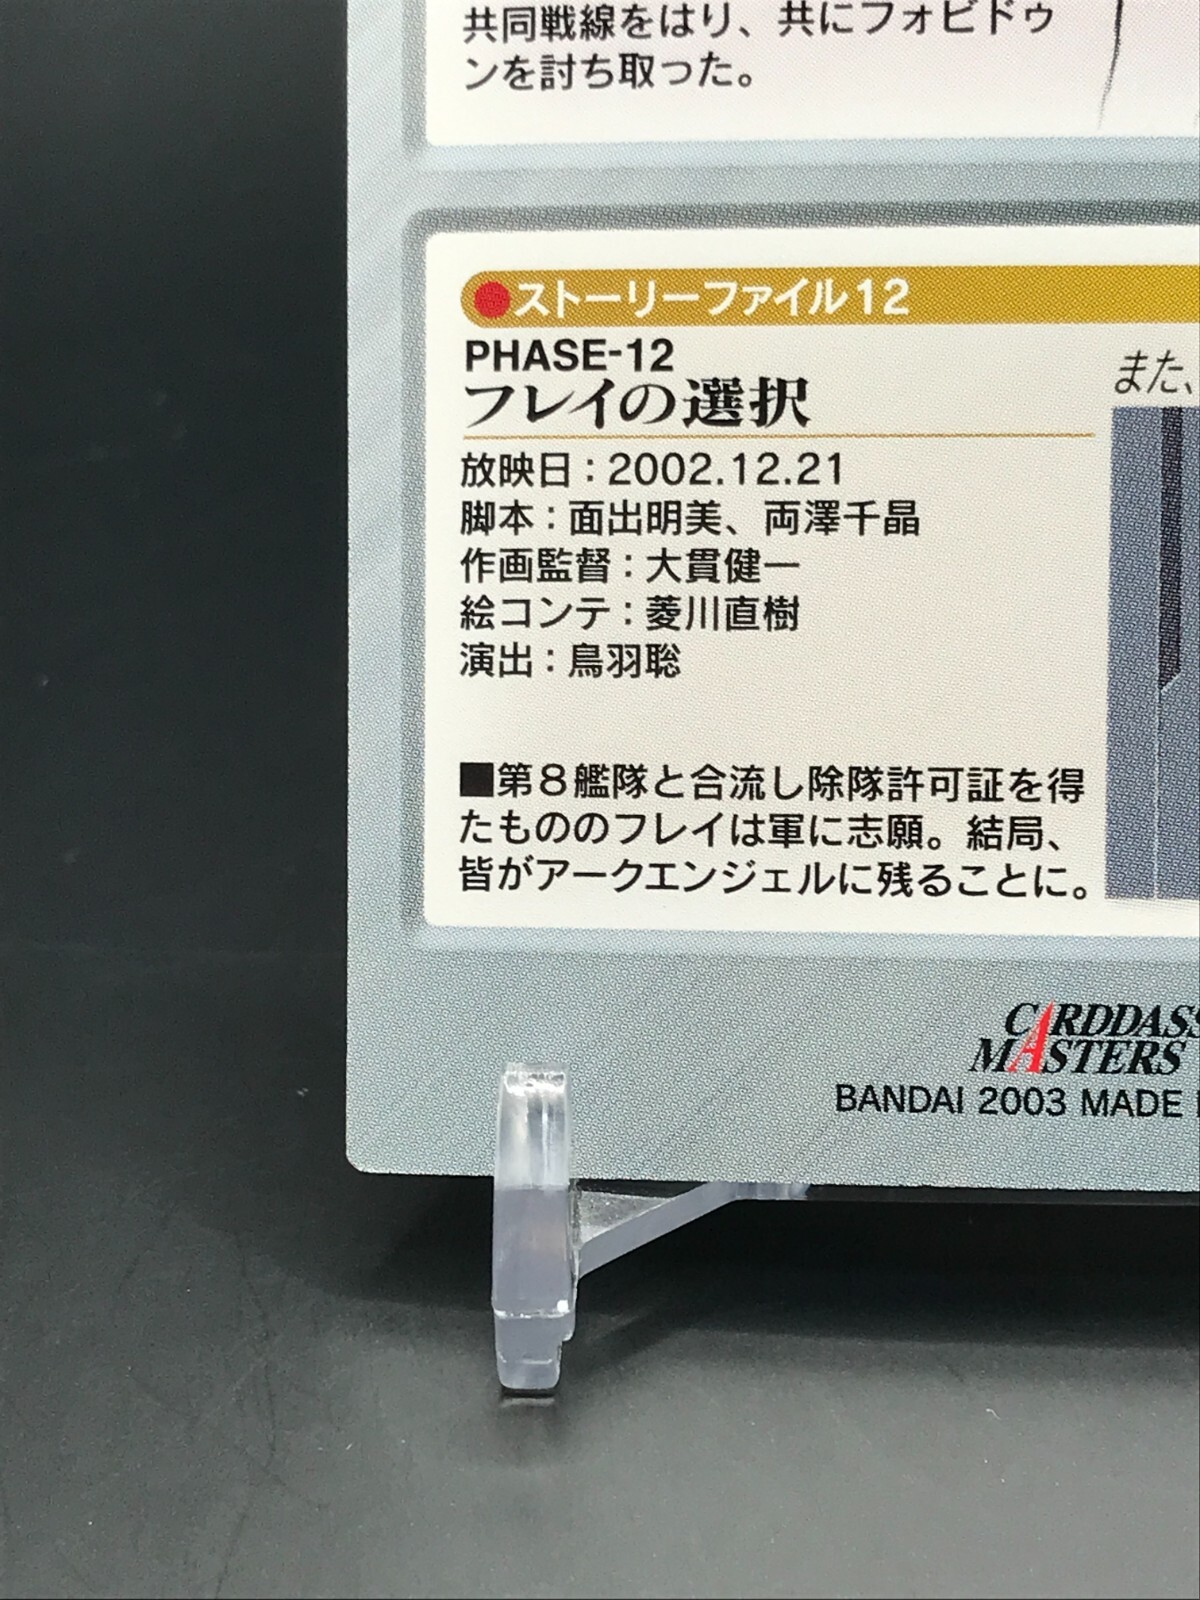 共同戦線をはり、共にフォビドゥ
ンを討ち取った。
●ストーリーファイル12
PHASE-12
フレイの選択
また、
放映日：2002.12.21
脚本：面出明美、両澤千晶
作画監督：大貫健一
絵コンテ：菱川直樹
演出：鳥羽聡
■第8艦隊と合流し除隊許可証を得
たもののフレイは軍に志願。結局、
皆がアークエンジェルに残ることに。
CARDDASS
MASTERS
BANDAI 2003 MADE